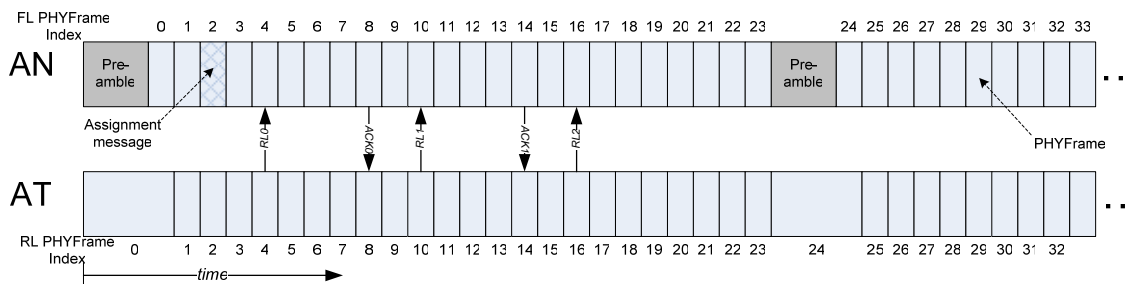 FL PHYFrame
Index
0 1 2 3 4 5 6 7 8 9 10 11 12 13 14 15 16 17 18 19 20 21 22 23 24 25 26 27 28 29 30 31 32 33
AN
Pre-
amble
Pre-
amble
. .
Assignment
message
RL0
ACK0
RL1
ACK1
RL2
PHYFrame
AT
. .
RL PHYFrame
Index
0 1 2 3 4 5 6 7 8 9 10 11 12 13 14 15 16 17 18 19 20 21 22 23 24 25 26 27 28 29 30 31 32
time